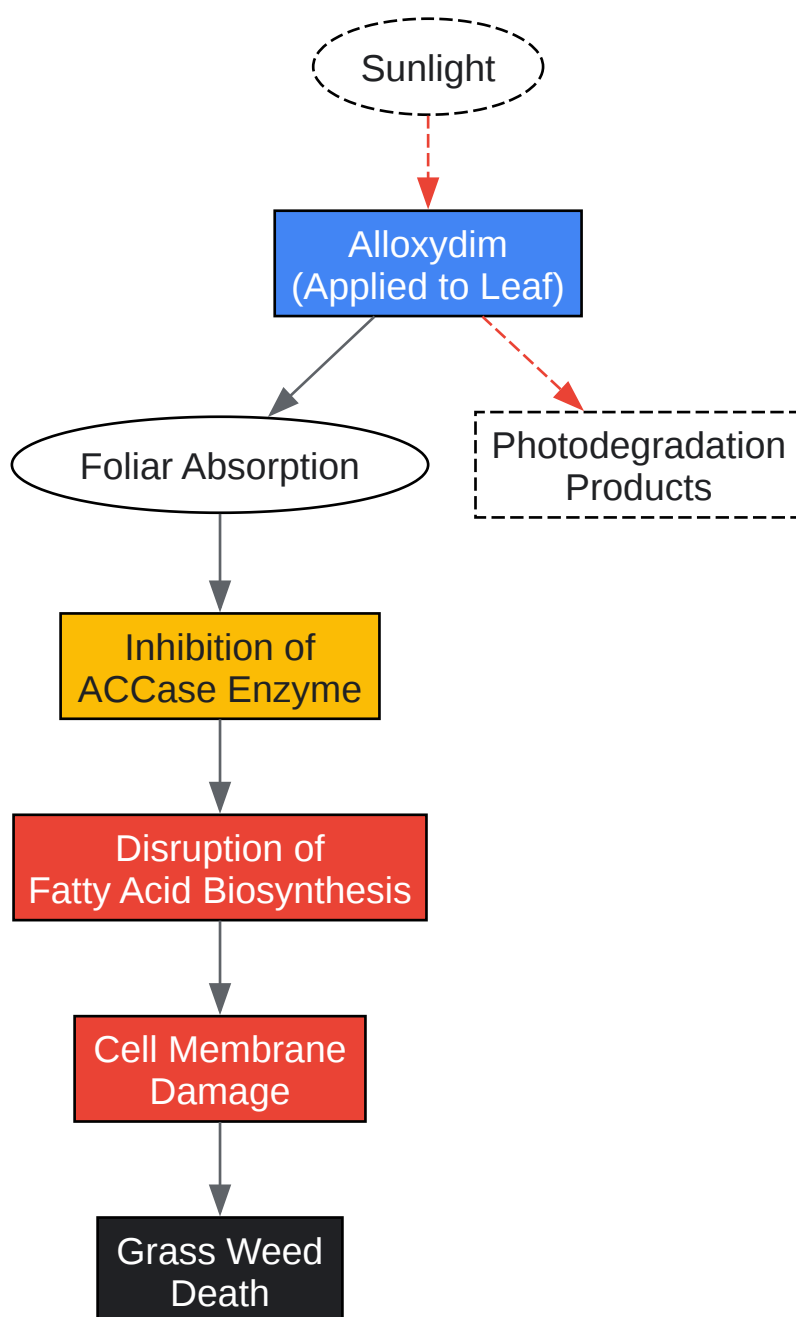 Sunlight
Alloxydim
(Applied to Leaf)
Foliar Absorption
Photodegradation
Products
Inhibition of
ACCase Enzyme
Disruption of
Fatty Acid Biosynthesis
Cell Membrane
Damage
Grass Weed
Death